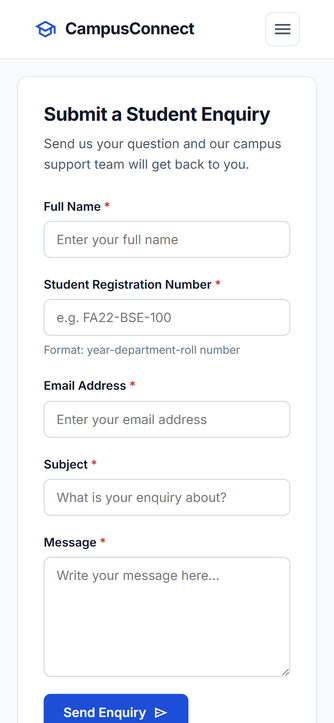 CampusConnect
Submit a Student Enquiry
Send us your question and our campus
support team will get back to you.
Full Name *
Enter your full name
Student Registration Number *
e.g. FA22-BSE-100
Format: year-department-roll number
Email Address *
Enter your email address
Subject *
What is your enquiry about?
Message *
Write your message here...
Send Enquiry